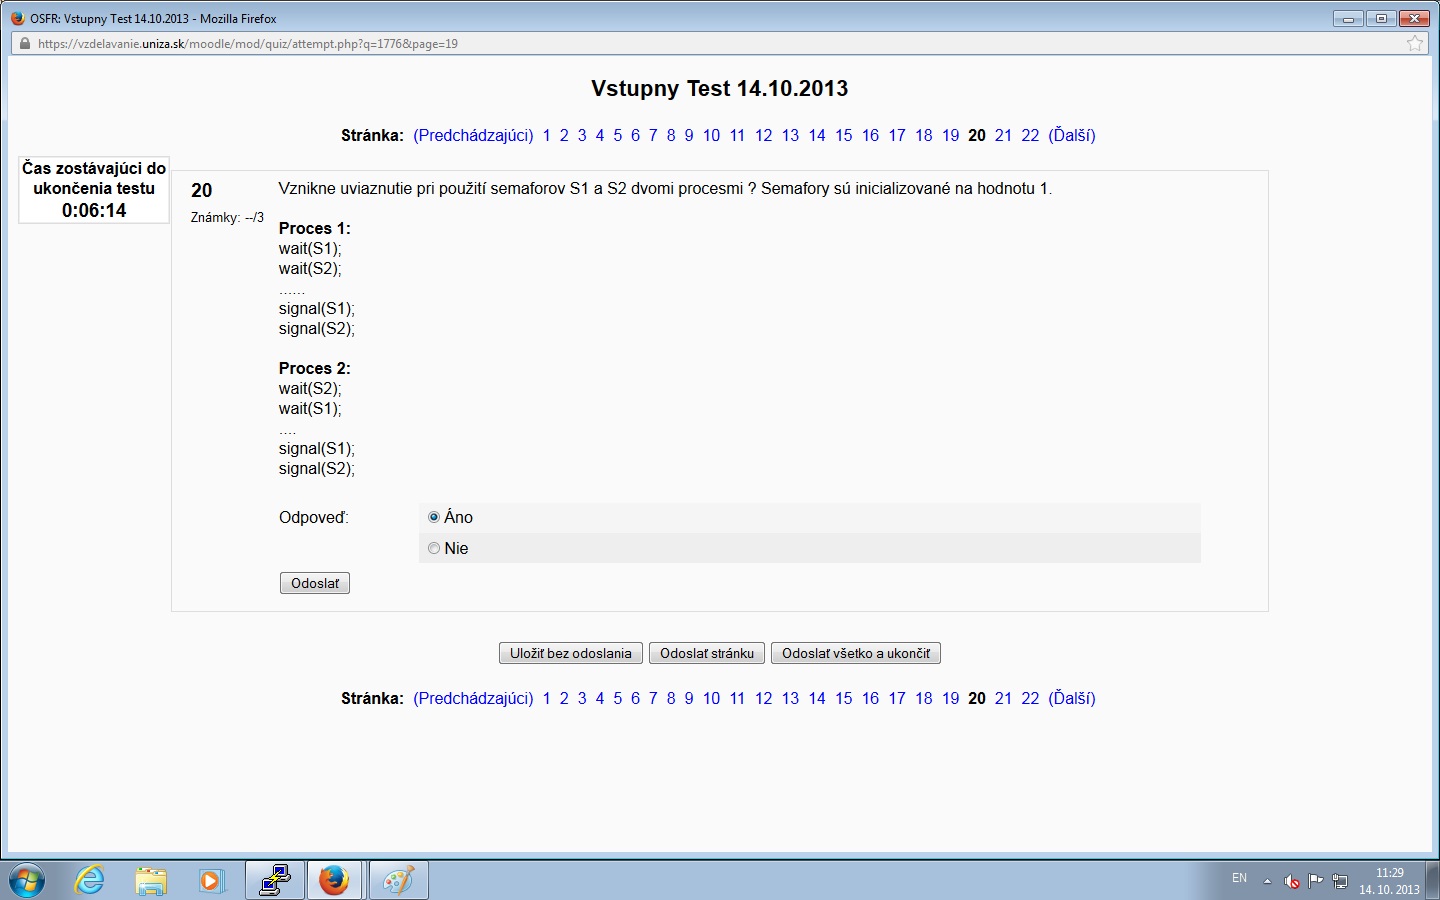 OSFR: Vstupny Test 14.10.2013 - Mozilla Firefox
https://vzdelavanie.uniza.sk/moodle/mod/quiz/attempt.php?q=1776&page=19
Vstupny Test 14.10.2013
Stránka: (Predchádzajúci) 1 2 3 4 5 6 7 8 9 10 11 12 13 14 15 16 17 18 19 20 21 22 (Ďalší)
Čas zostávajúci do
ukončenia testu
0:06:14
20
Známky: --/3
Vznikne uviaznutie pri použití semaforov S1 a S2 dvomi procesmi ? Semafory sú inicializované na hodnotu 1.
Proces 1:
wait(S1);
wait(S2);
......
signal(S1);
signal(S2);
Proces 2:
wait(S2);
wait(S1);
....
signal(S1);
signal(S2);
Odpoveď:
Áno
Nie
Odoslať
Uložiť bez odoslania Odoslať stránku Odoslať všetko a ukončiť
Stránka: (Predchádzajúci) 1 2 3 4 5 6 7 8 9 10 11 12 13 14 15 16 17 18 19 20 21 22 (Ďalší)
EN
11:29
14. 10. 2013